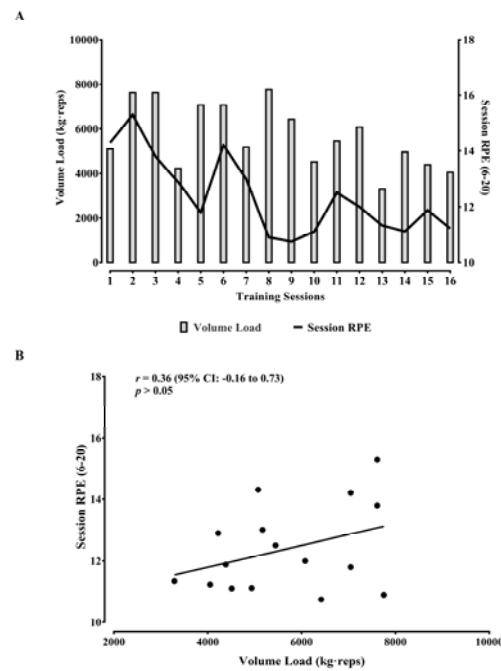 A
10000
8000
6000
4000
2000
0
Volume Load (kg·reps)
18
16
14
12
10
Session RPE (6-20)
1 2 3 4 5 6 7 8 9 10 11 12 13 14 15 16
Training Sessions
Volume Load Session RPE
B
r = 0.36 (95% CI: -0.16 to 0.73)
p > 0.05
18
16
14
12
10
Session RPE (6-20)
2000 4000 6000 8000 10000
Volume Load (kg·reps)